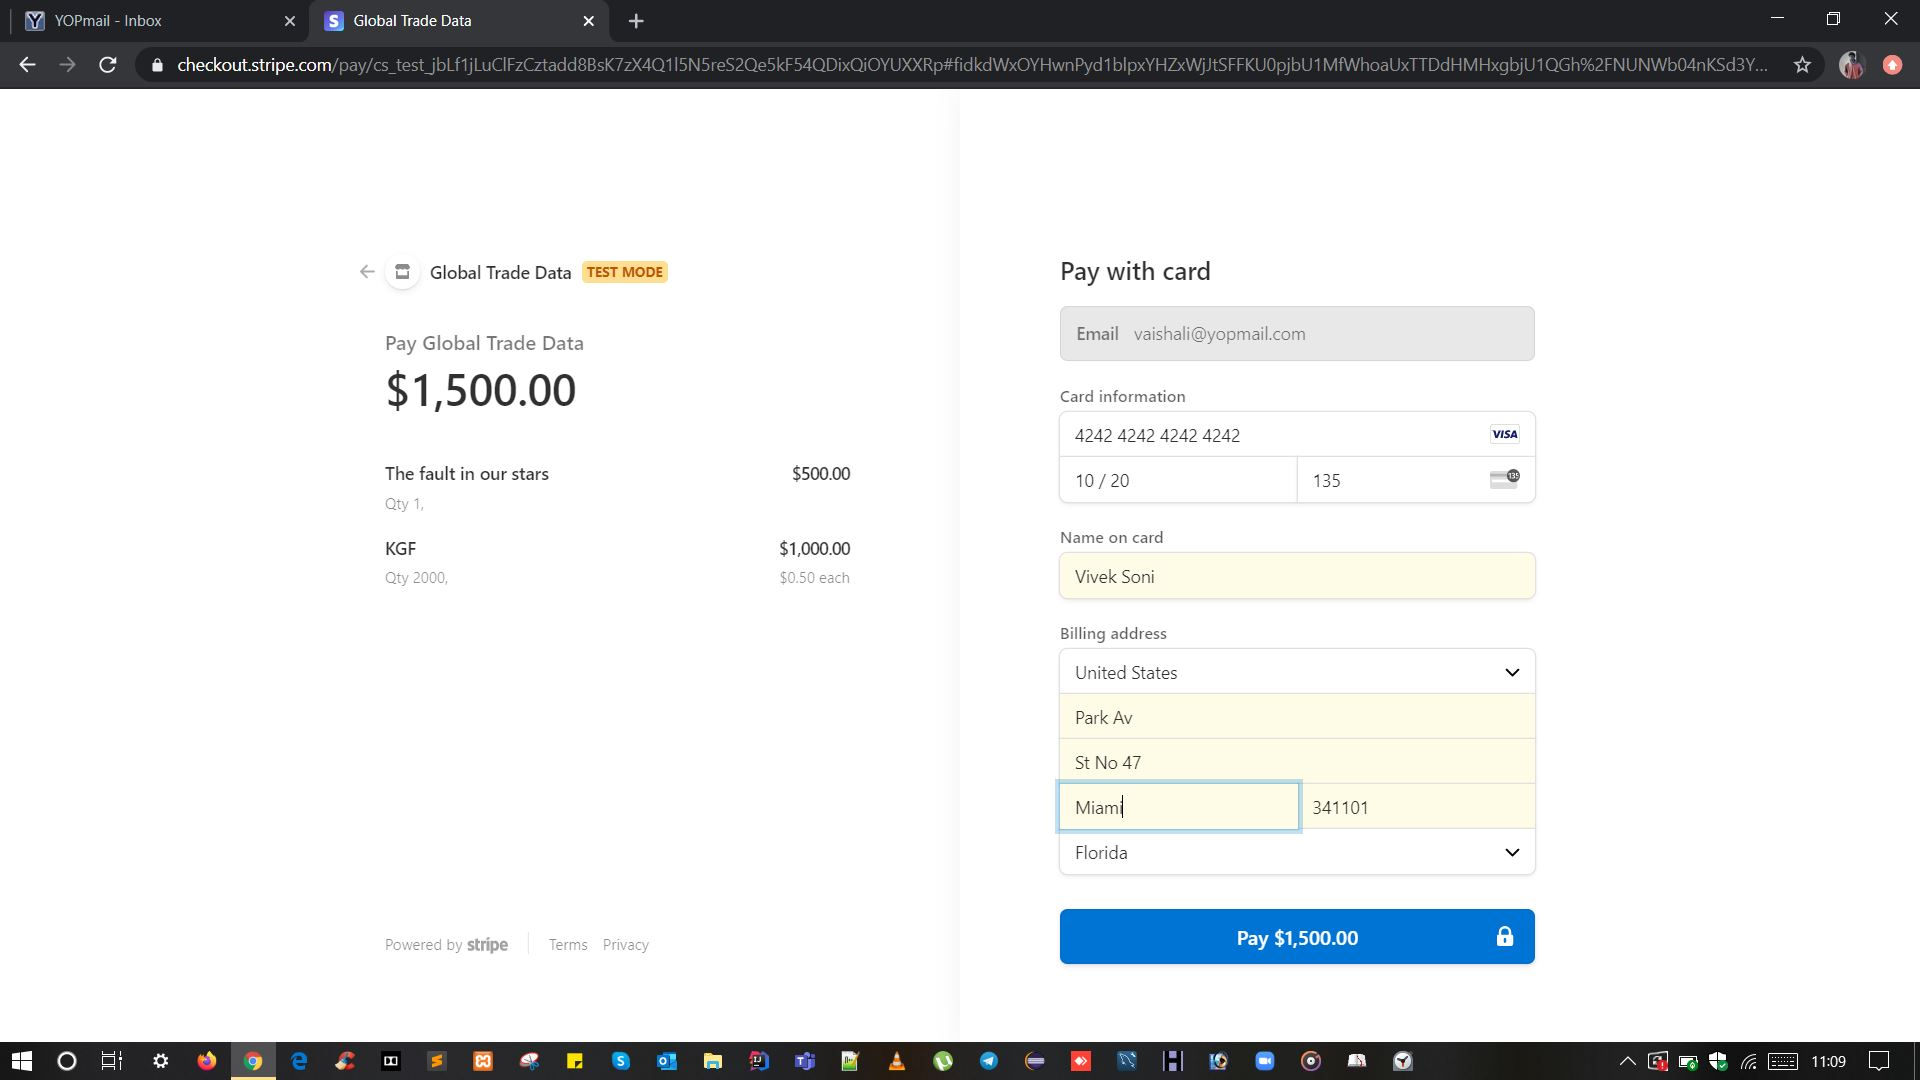 YOPmail - Inbox
Global Trade Data
checkout.stripe.com/pay/
Global Trade Data TEST MODE
Pay Global Trade Data
$1,500.00
The fault in our stars $500.00
Qty 1,
KGF $1,000.00
Qty 2000, $0.50 each
Powered by stripe Terms Privacy
Pay with card
Email vaishali@yopmail.com
Card information
4242 4242 4242 4242 VISA
10 / 20 135
Name on card
Vivek Soni
Billing address
United States
Park Av
St No 47
Miami 341101
Florida
Pay $1,500.00
11:09